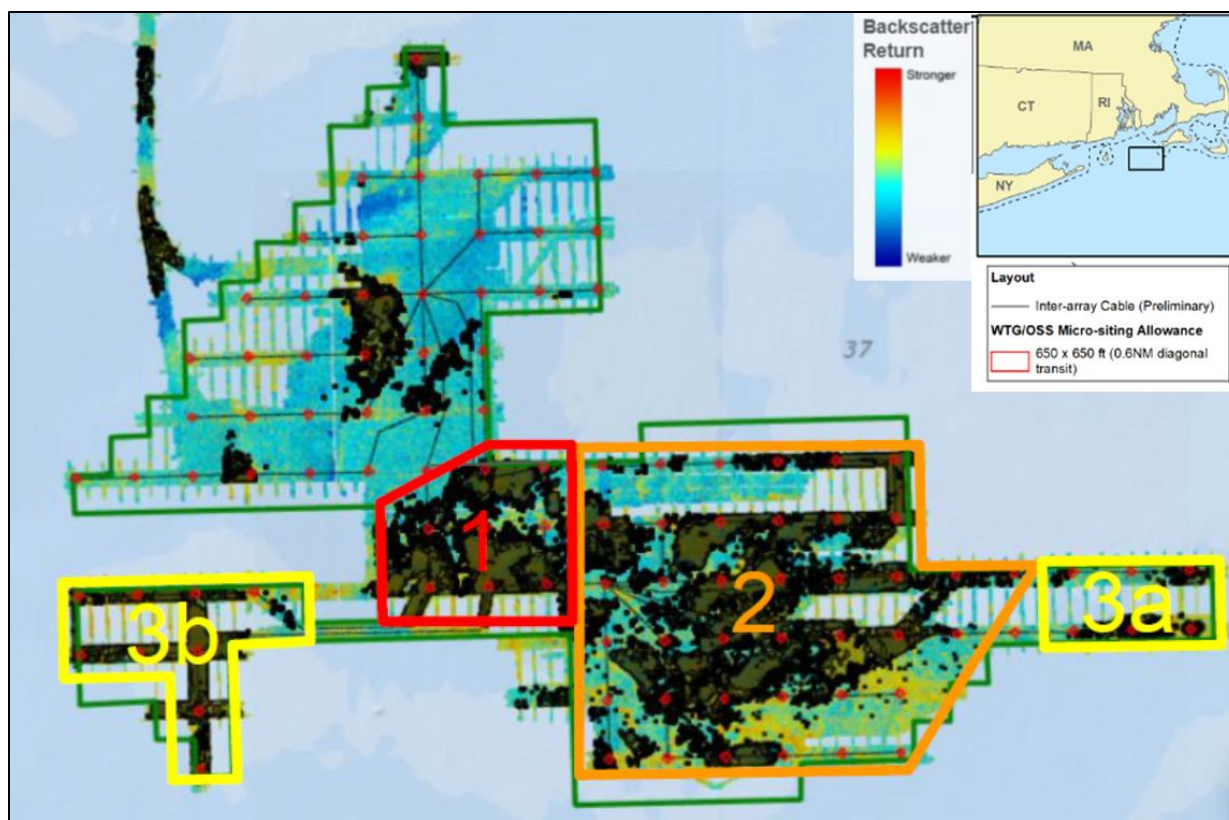 Backscatter
Return
Stronger
Weaker
MA
CT
RI
NY
Layout
Inter-array Cable (Preliminary)
WTG/OSS Micro-siting Allowance
650 x 650 ft (0.6NM diagonal
transit)
37
1
2
3a
3b